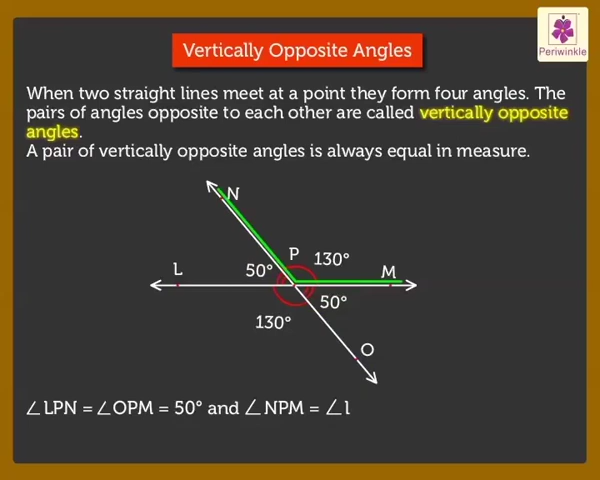 Periwinkle
Vertically Opposite Angles
When two straight lines meet at a point they form four angles. The
pairs of angles opposite to each other are called vertically opposite
angles.
A pair of vertically opposite angles is always equal in measure.
N
P
130°
L
50°
M
50°
130°
O
∠LPN = ∠OPM = 50° and ∠NPM = ∠l